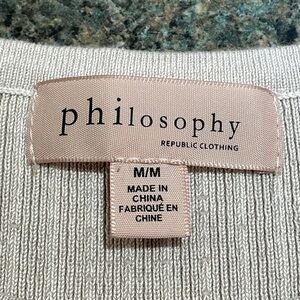 philosophy
REPUBLIC CLOTHING
M/M
MADE IN
CHINA
FABRIQUÉ EN
CHINE